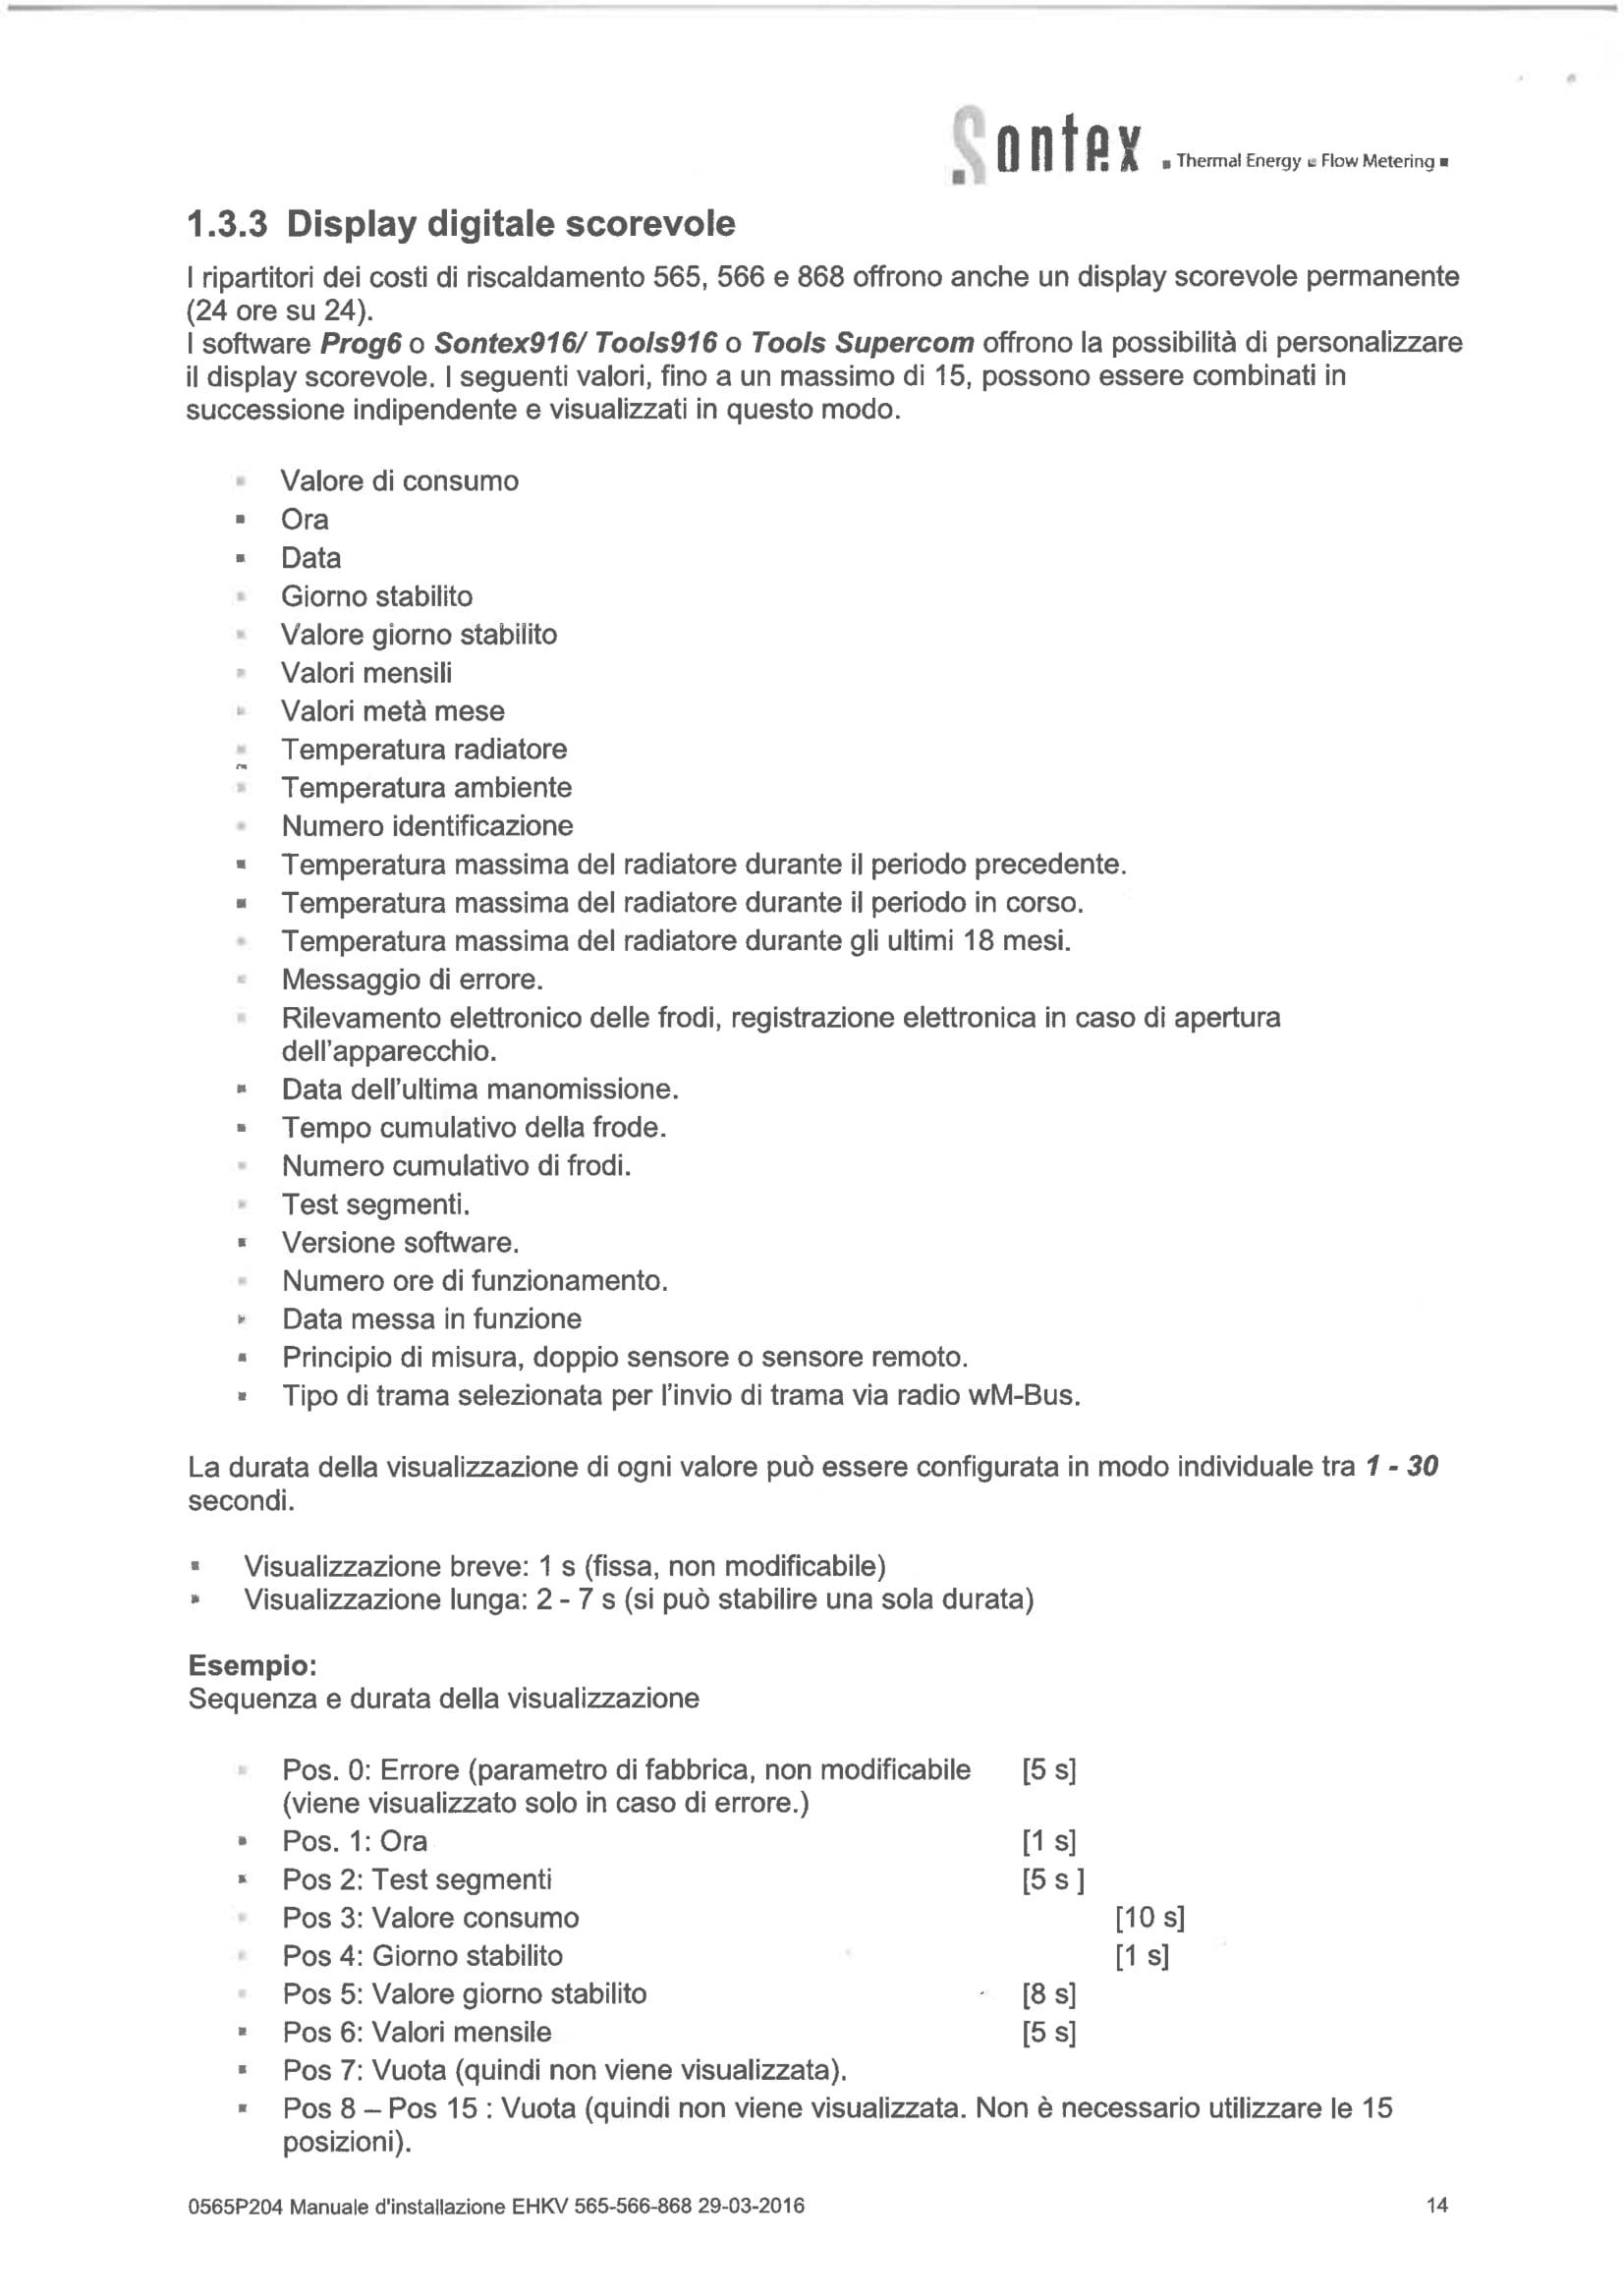 Sontex ▪ Thermal Energy ▪ Flow Metering ▪
1.3.3 Display digitale scorevole
I ripartitori dei costi di riscaldamento 565, 566 e 868 offrono anche un display scorevole permanente
(24 ore su 24).
I software Prog6 o Sontex916/ Tools916 o Tools Supercom offrono la possibilità di personalizzare
il display scorevole. I seguenti valori, fino a un massimo di 15, possono essere combinati in
successione indipendente e visualizzati in questo modo.
▪ Valore di consumo
▪ Ora
▪ Data
▪ Giorno stabilito
▪ Valore giorno stabilito
▪ Valori mensili
▪ Valori metà mese
▪ Temperatura radiatore
▪ Temperatura ambiente
▪ Numero identificazione
▪ Temperatura massima del radiatore durante il periodo precedente.
▪ Temperatura massima del radiatore durante il periodo in corso.
▪ Temperatura massima del radiatore durante gli ultimi 18 mesi.
▪ Messaggio di errore.
▪ Rilevamento elettronico delle frodi, registrazione elettronica in caso di apertura
dell'apparecchio.
▪ Data dell'ultima manomissione.
▪ Tempo cumulativo della frode.
▪ Numero cumulativo di frodi.
▪ Test segmenti.
▪ Versione software.
▪ Numero ore di funzionamento.
▪ Data messa in funzione
▪ Principio di misura, doppio sensore o sensore remoto.
▪ Tipo di trama selezionata per l'invio di trama via radio wM-Bus.
La durata della visualizzazione di ogni valore può essere configurata in modo individuale tra 1 - 30
secondi.
▪ Visualizzazione breve: 1 s (fissa, non modificabile)
▪ Visualizzazione lunga: 2 - 7 s (si può stabilire una sola durata)
Esempio:
Sequenza e durata della visualizzazione
▪ Pos. 0: Errore (parametro di fabbrica, non modificabile [5 s]
(viene visualizzato solo in caso di errore.)
▪ Pos. 1: Ora [1 s]
▪ Pos 2: Test segmenti [5 s ]
▪ Pos 3: Valore consumo [10 s]
▪ Pos 4: Giorno stabilito [1 s]
▪ Pos 5: Valore giorno stabilito [8 s]
▪ Pos 6: Valori mensile [5 s]
▪ Pos 7: Vuota (quindi non viene visualizzata).
▪ Pos 8 – Pos 15 : Vuota (quindi non viene visualizzata. Non è necessario utilizzare le 15
posizioni).
0565P204 Manuale d'installazione EHKV 565-566-868 29-03-2016 14